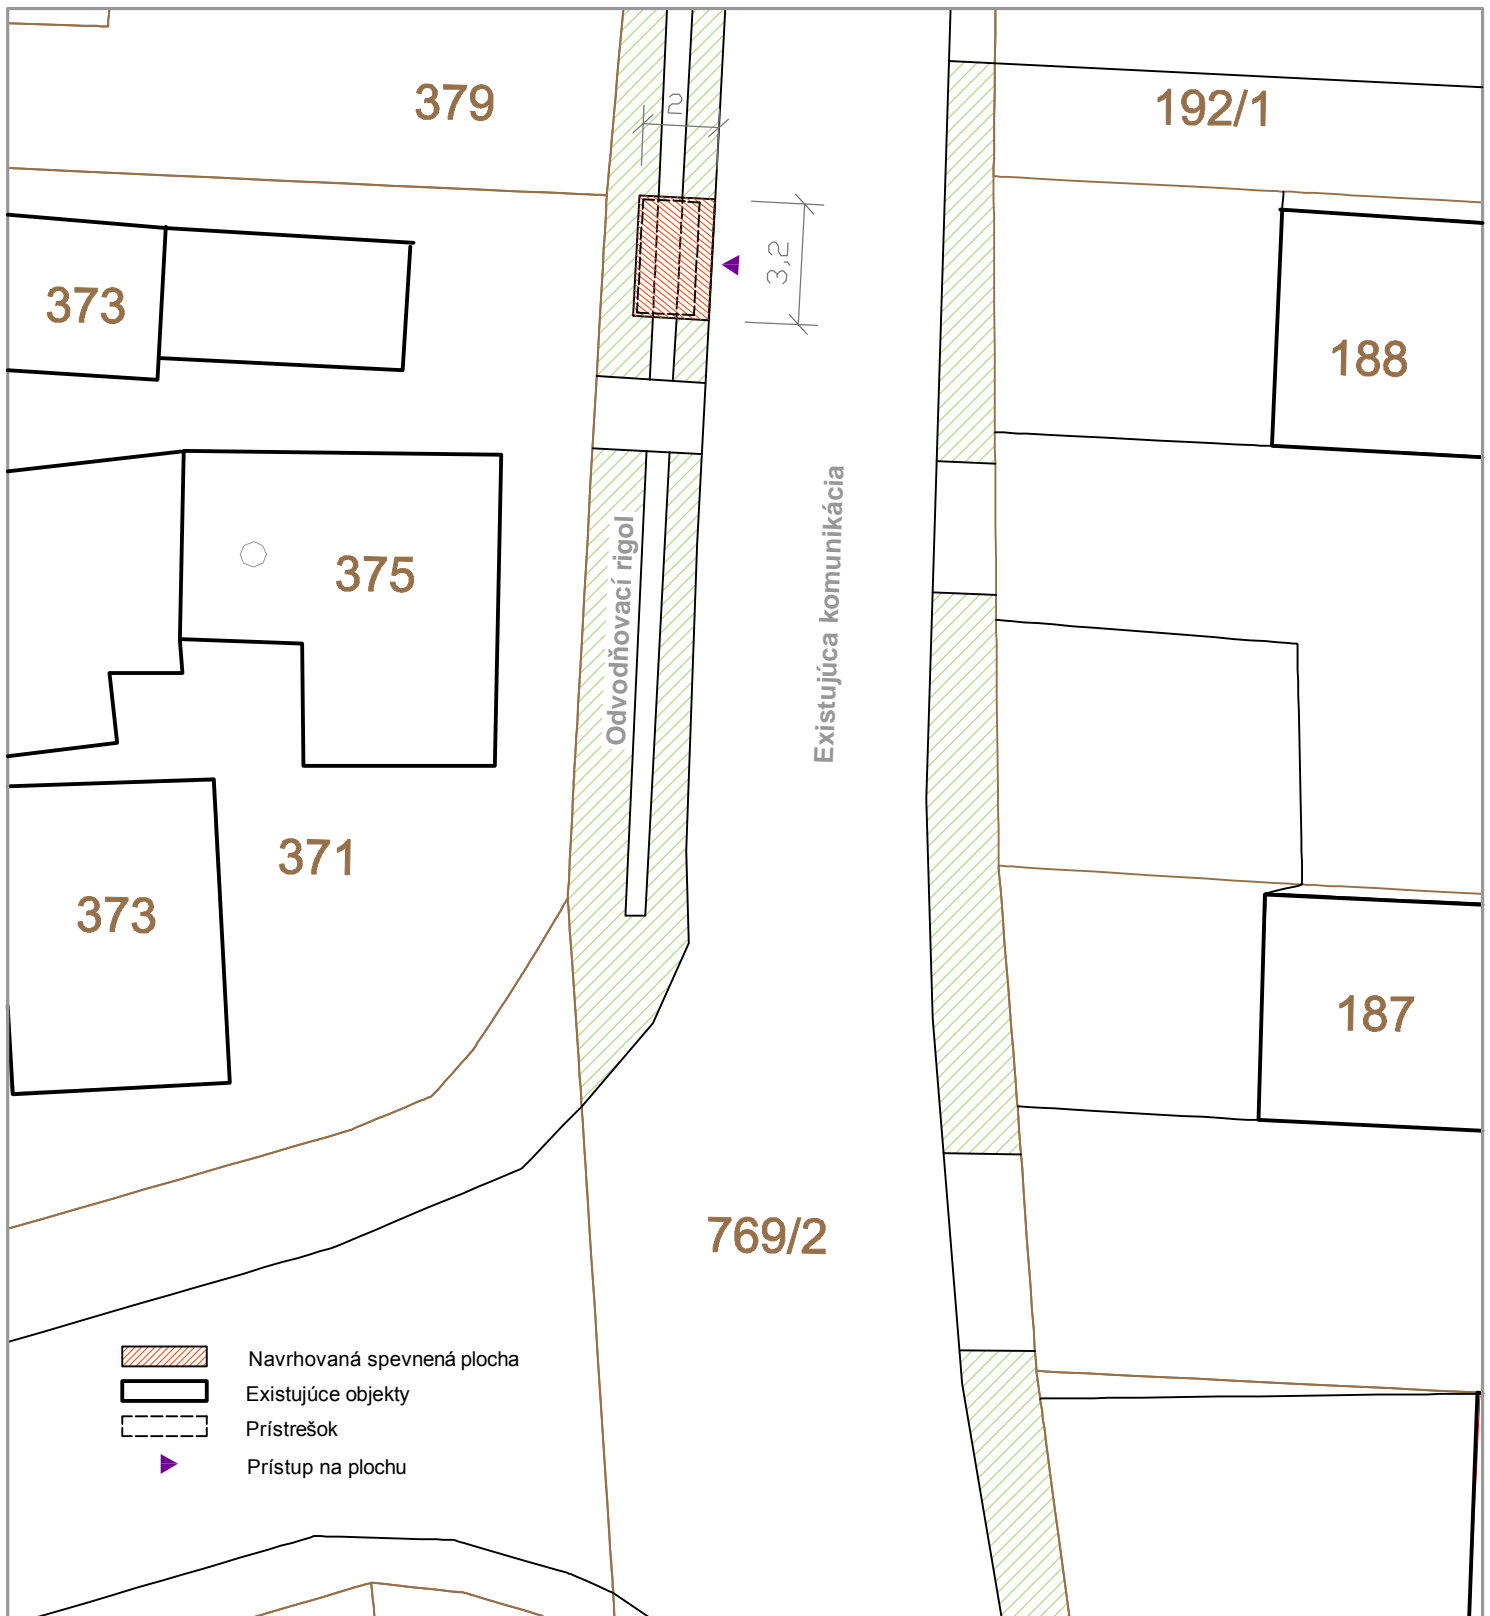 379
192/1
2
3,2
373
188
375
Odvodňovací rigol
Existujúca komunikácia
371
373
187
769/2
Navrhovaná spevnená plocha
Existujúce objekty
Prístrešok
Prístup na plochu